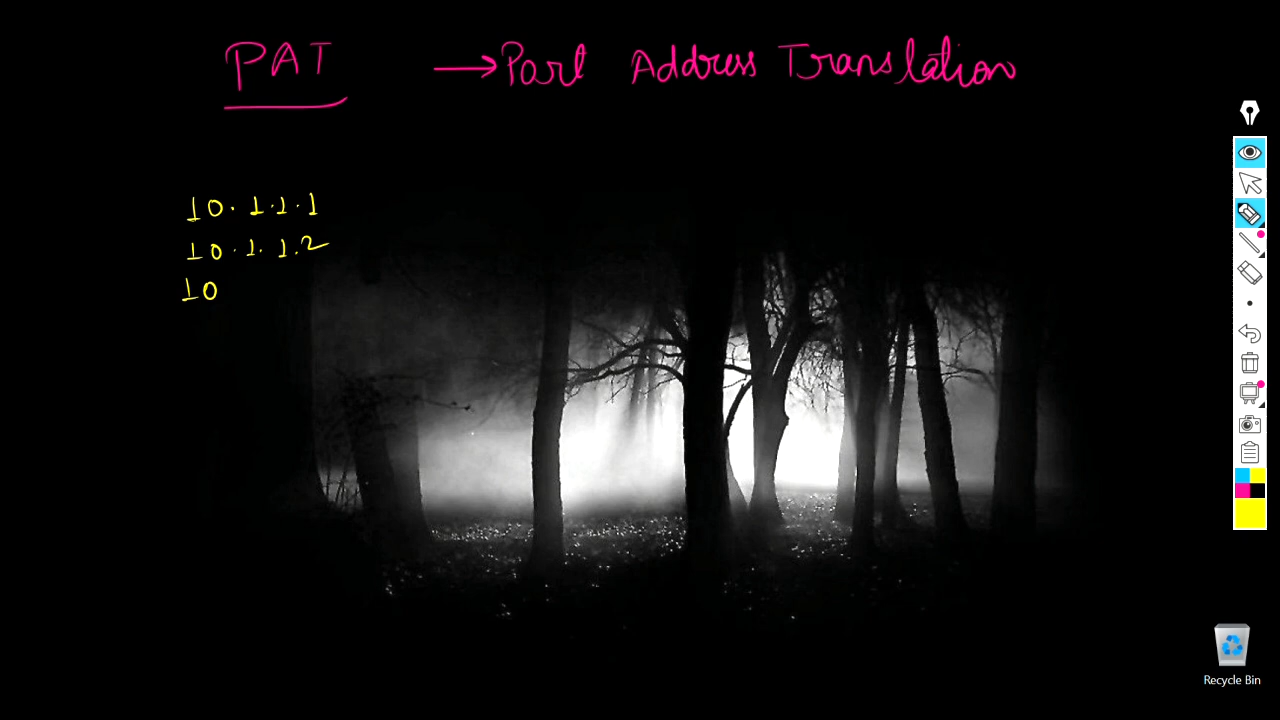 PAT → Port Address Translation
10.1.1.1
10.1.1.2
10
Recycle Bin